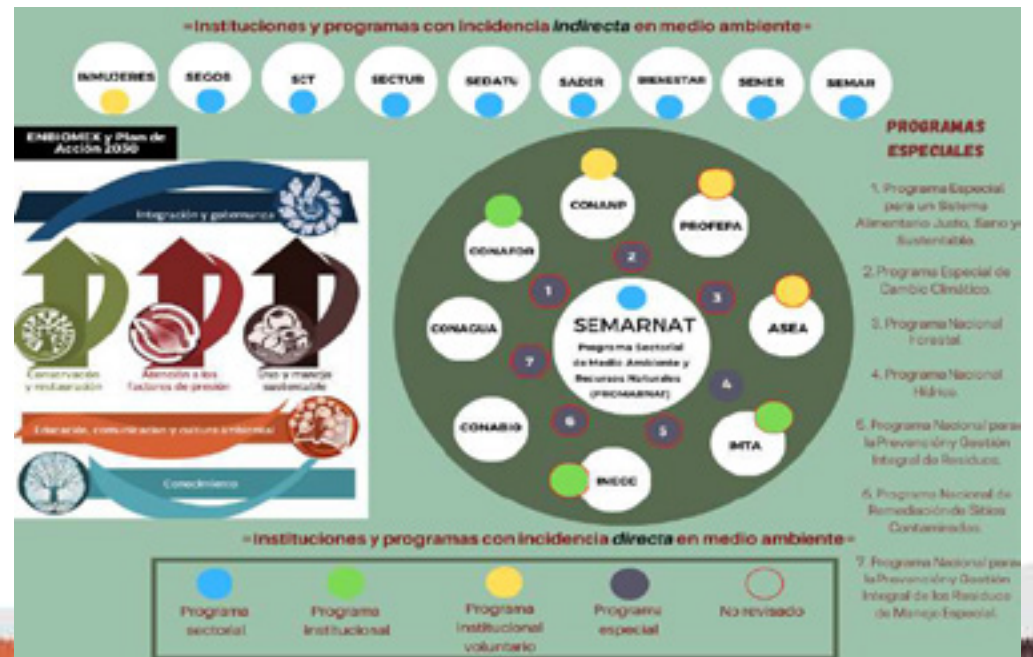 =Instituciones y programas con incidencia indirecta en medio ambiente=
INMUJERES
SEGOB
SCT
SECTUR
SEDATU
SADER
BIENESTAR
SENER
SEMAR
ENBIOMEX y Plan de
Acción 2030
Integración y gobernanza
Conservación
y restauración
Atención a los
factores de presión
Uso y manejo
sustentable
Educación, comunicación y cultura ambiental
Conocimiento
CONANP
PROFEPA
CONAFOR
2
1
3
ASEA
CONAGUA
SEMARNAT
Programa Sectorial
de Medio Ambiente y
Recursos Naturales
(PROMARNAT)
7
4
CONABIO
6
5
IMTA
INECC
PROGRAMAS
ESPECIALES
1. Programa Especial
para un Sistema
Alimentario Justo, Sano y
Sustentable.
2. Programa Especial de
Cambio Climático.
3. Programa Nacional
Forestal.
4. Programa Nacional
Hídrico.
5. Programa Nacional para
la Prevención y Gestión
Integral de Residuos.
6. Programa Nacional de
Remediación de Sitios
Contaminados.
7. Programa Nacional para
la Prevención y Gestión
Integral de los Residuos
de Manejo Especial.
=Instituciones y programas con incidencia directa en medio ambiente=
Programa
sectorial
Programa
institucional
Programa
institucional
voluntario
Programa
especial
No revisado